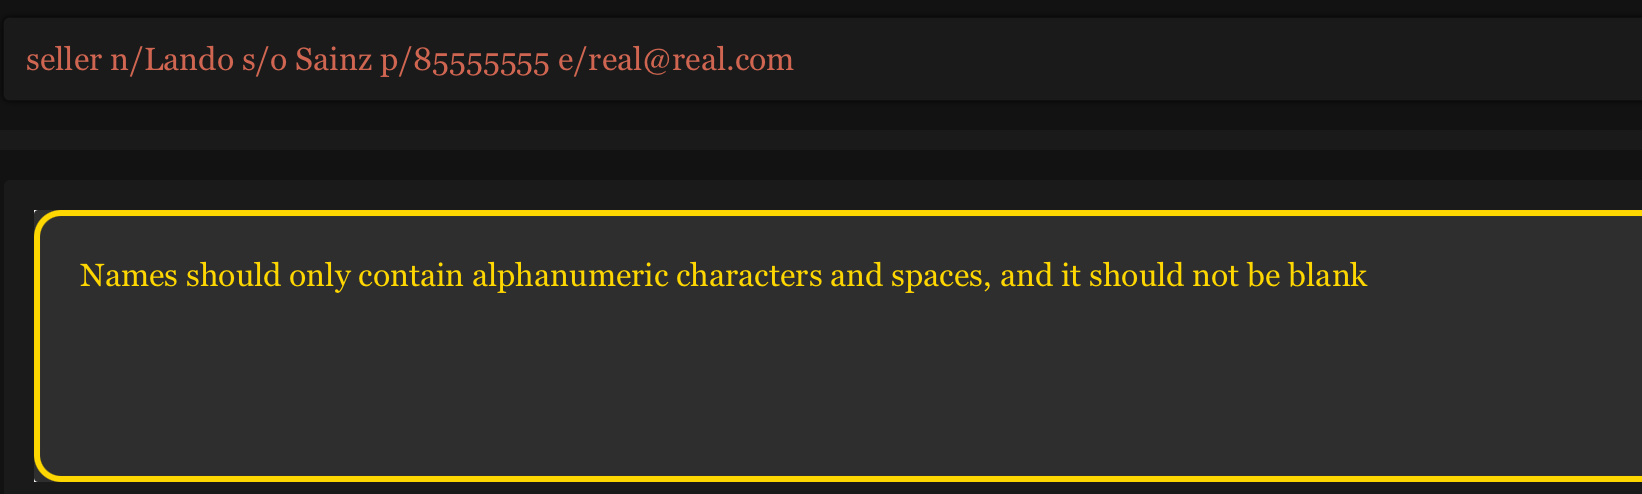 seller n/Lando s/o Sainz p/85555555 e/real@real.com
Names should only contain alphanumeric characters and spaces, and it should not be blank